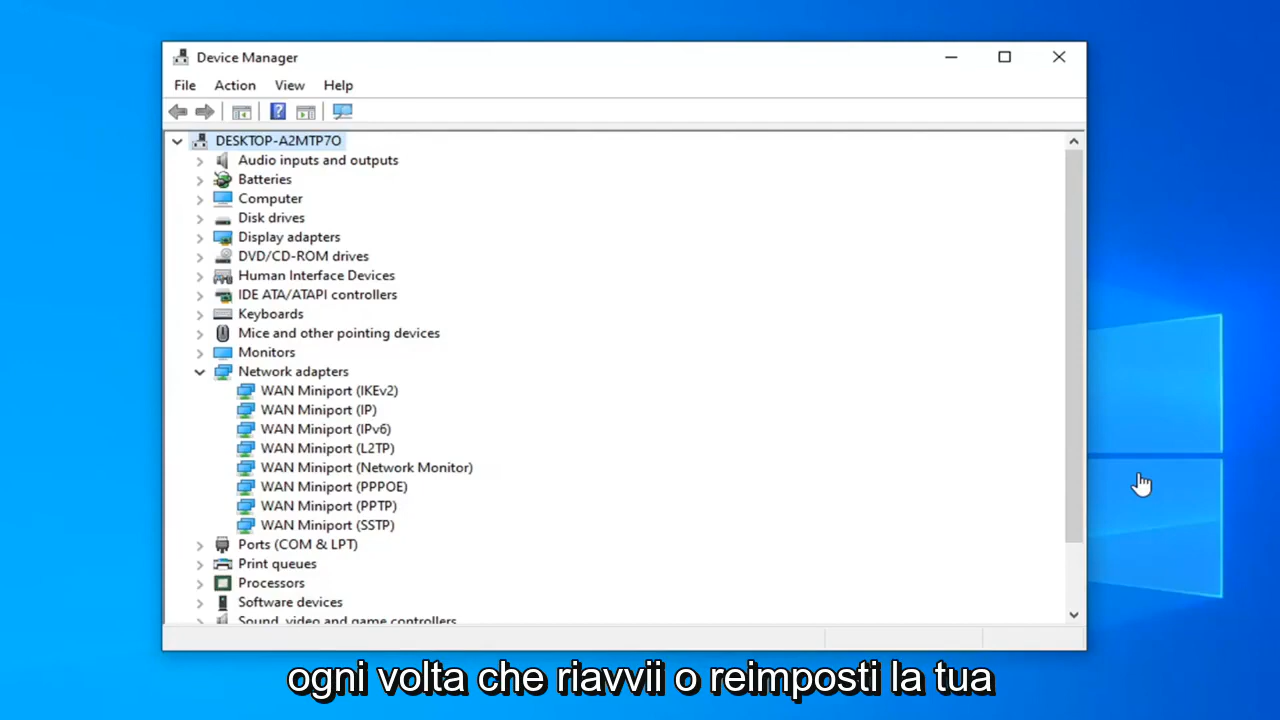 Device Manager
File Action View Help
DESKTOP-A2MTP7O
Audio inputs and outputs
Batteries
Computer
Disk drives
Display adapters
DVD/CD-ROM drives
Human Interface Devices
IDE ATA/ATAPI controllers
Keyboards
Mice and other pointing devices
Monitors
Network adapters
WAN Miniport (IKEv2)
WAN Miniport (IP)
WAN Miniport (IPv6)
WAN Miniport (L2TP)
WAN Miniport (Network Monitor)
WAN Miniport (PPPOE)
WAN Miniport (PPTP)
WAN Miniport (SSTP)
Ports (COM & LPT)
Print queues
Processors
Software devices
Sound, video and game controllers
ogni volta che riavvii o reimposti la tua